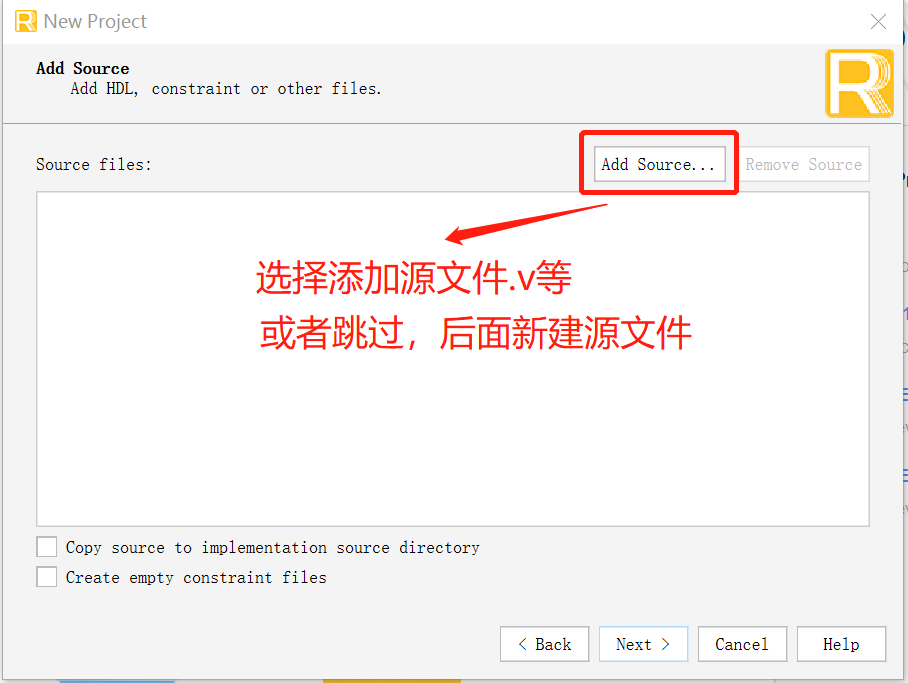 New Project
Add Source
Add HDL, constraint or other files.
Source files:
Add Source...
Remove Source
选择添加源文件.v等
或者跳过，后面新建源文件
Copy source to implementation source directory
Create empty constraint files
< Back
Next >
Cancel
Help